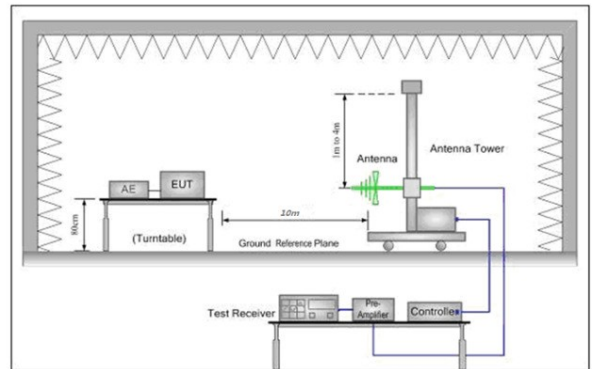 1m to 4m
Antenna
Antenna Tower
AE
EUT
80cm
(Turntable)
10m
Ground Reference Plane
Test Receiver
Pre-
Amplifier
Controller